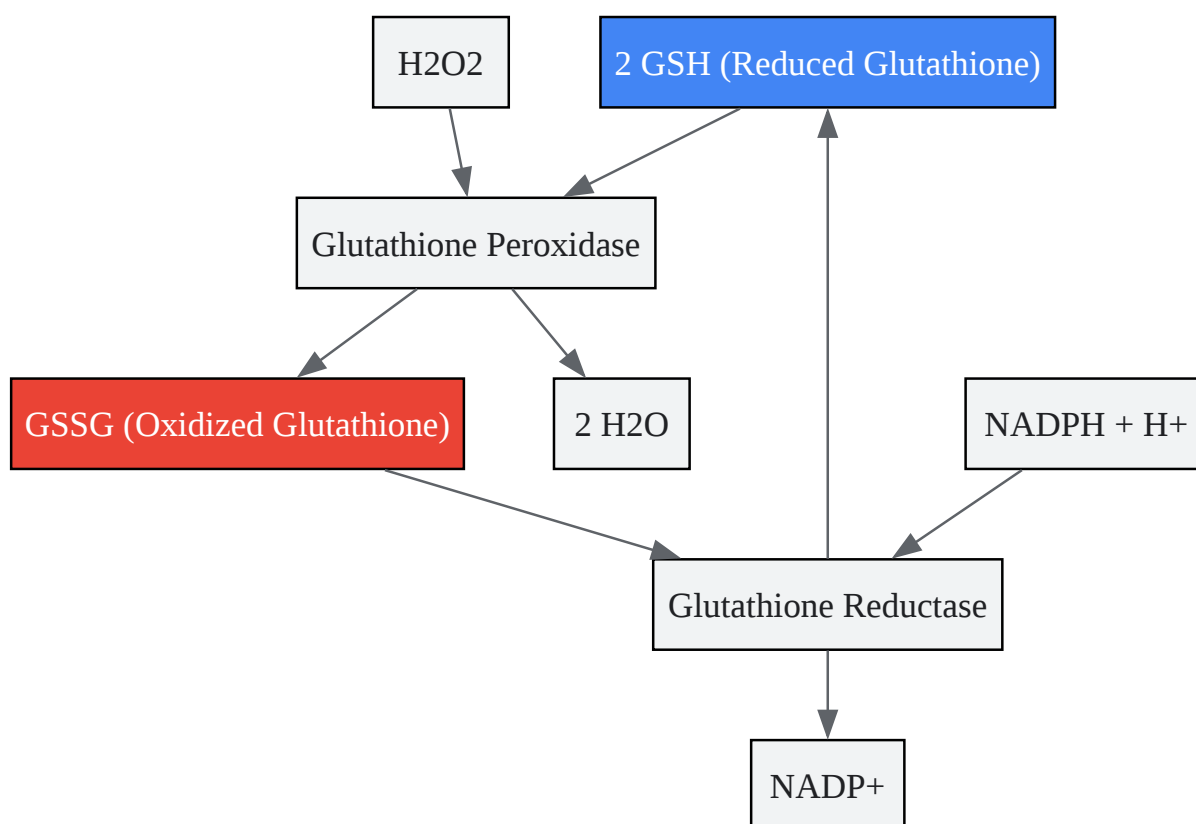 H2O2
2 GSH (Reduced Glutathione)
Glutathione Peroxidase
GSSG (Oxidized Glutathione)
2 H2O
NADPH + H+
Glutathione Reductase
NADP+